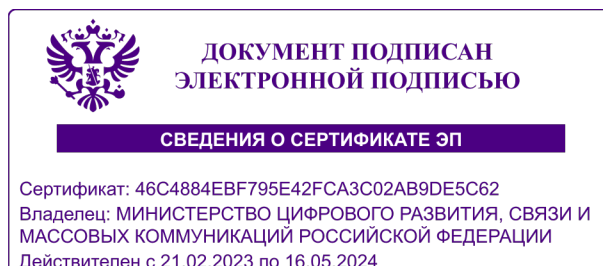 ДОКУМЕНТ ПОДПИСАН
ЭЛЕКТРОННОЙ ПОДПИСЬЮ
СВЕДЕНИЯ О СЕРТИФИКАТЕ ЭП
Сертификат: 46C4884EBF795E42FCA3C02AB9DE5C62
Владелец: МИНИСТЕРСТВО ЦИФРОВОГО РАЗВИТИЯ, СВЯЗИ И
МАССОВЫХ КОММУНИКАЦИЙ РОССИЙСКОЙ ФЕДЕРАЦИИ
Действителен с 21.02.2023 по 16.05.2024